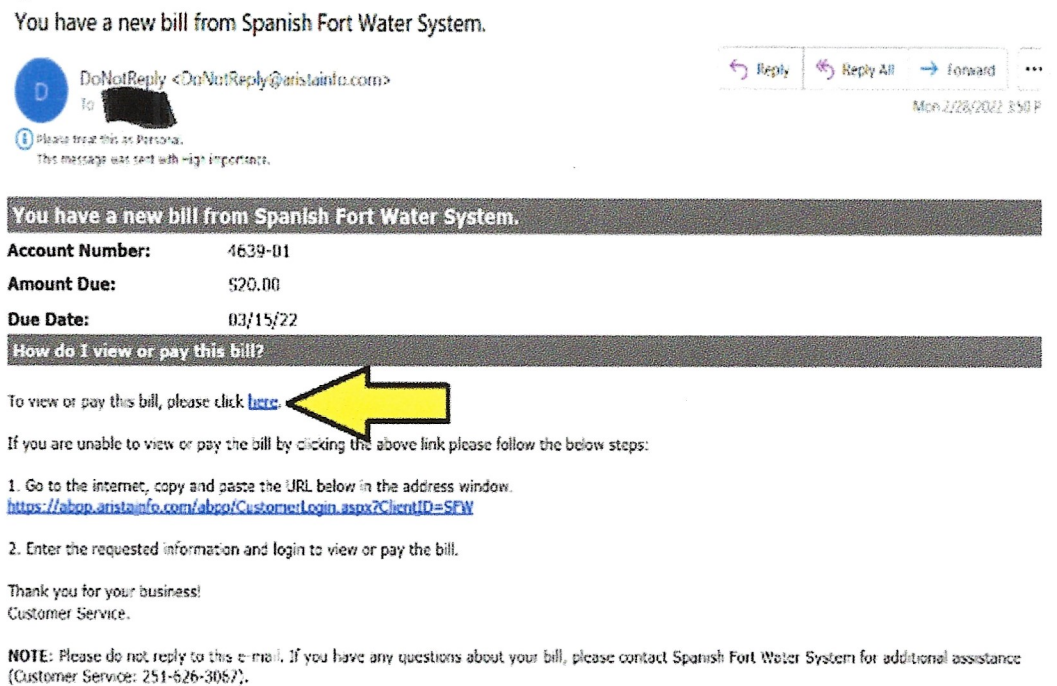 You have a new bill from Spanish Fort Water System.
D
DoNotReply <DoNotReply@aristainfo.com>
To
Reply
Reply All
Forward
Mon 2/28/2022 3:50 P
Please treat this as Personal.
This message was sent with High importance.
You have a new bill from Spanish Fort Water System.
Account Number: 4639-01
Amount Due: $20.00
Due Date: 03/15/22
How do I view or pay this bill?
To view or pay this bill, please click here.
If you are unable to view or pay the bill by clicking the above link please follow the below steps:
1. Go to the internet, copy and paste the URL below in the address window.
https://abpp.aristainfo.com/abpp/CustomerLogin.aspx?ClientID=SFW
2. Enter the requested information and login to view or pay the bill.
Thank you for your business!
Customer Service.
NOTE: Please do not reply to this e-mail. If you have any questions about your bill, please contact Spanish Fort Water System for additional assistance
(Customer Service: 251-626-3067).